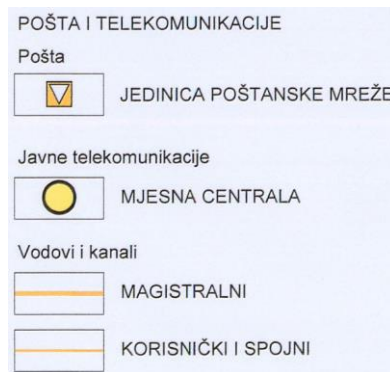 POŠTA I TELEKOMUNIKACIJE
Pošta
JEDINICA POŠTANSKE MREŽE
Javne telekomunikacije
MJESNA CENTRALA
Vodovi i kanali
MAGISTRALNI
KORISNIČKI I SPOJNI